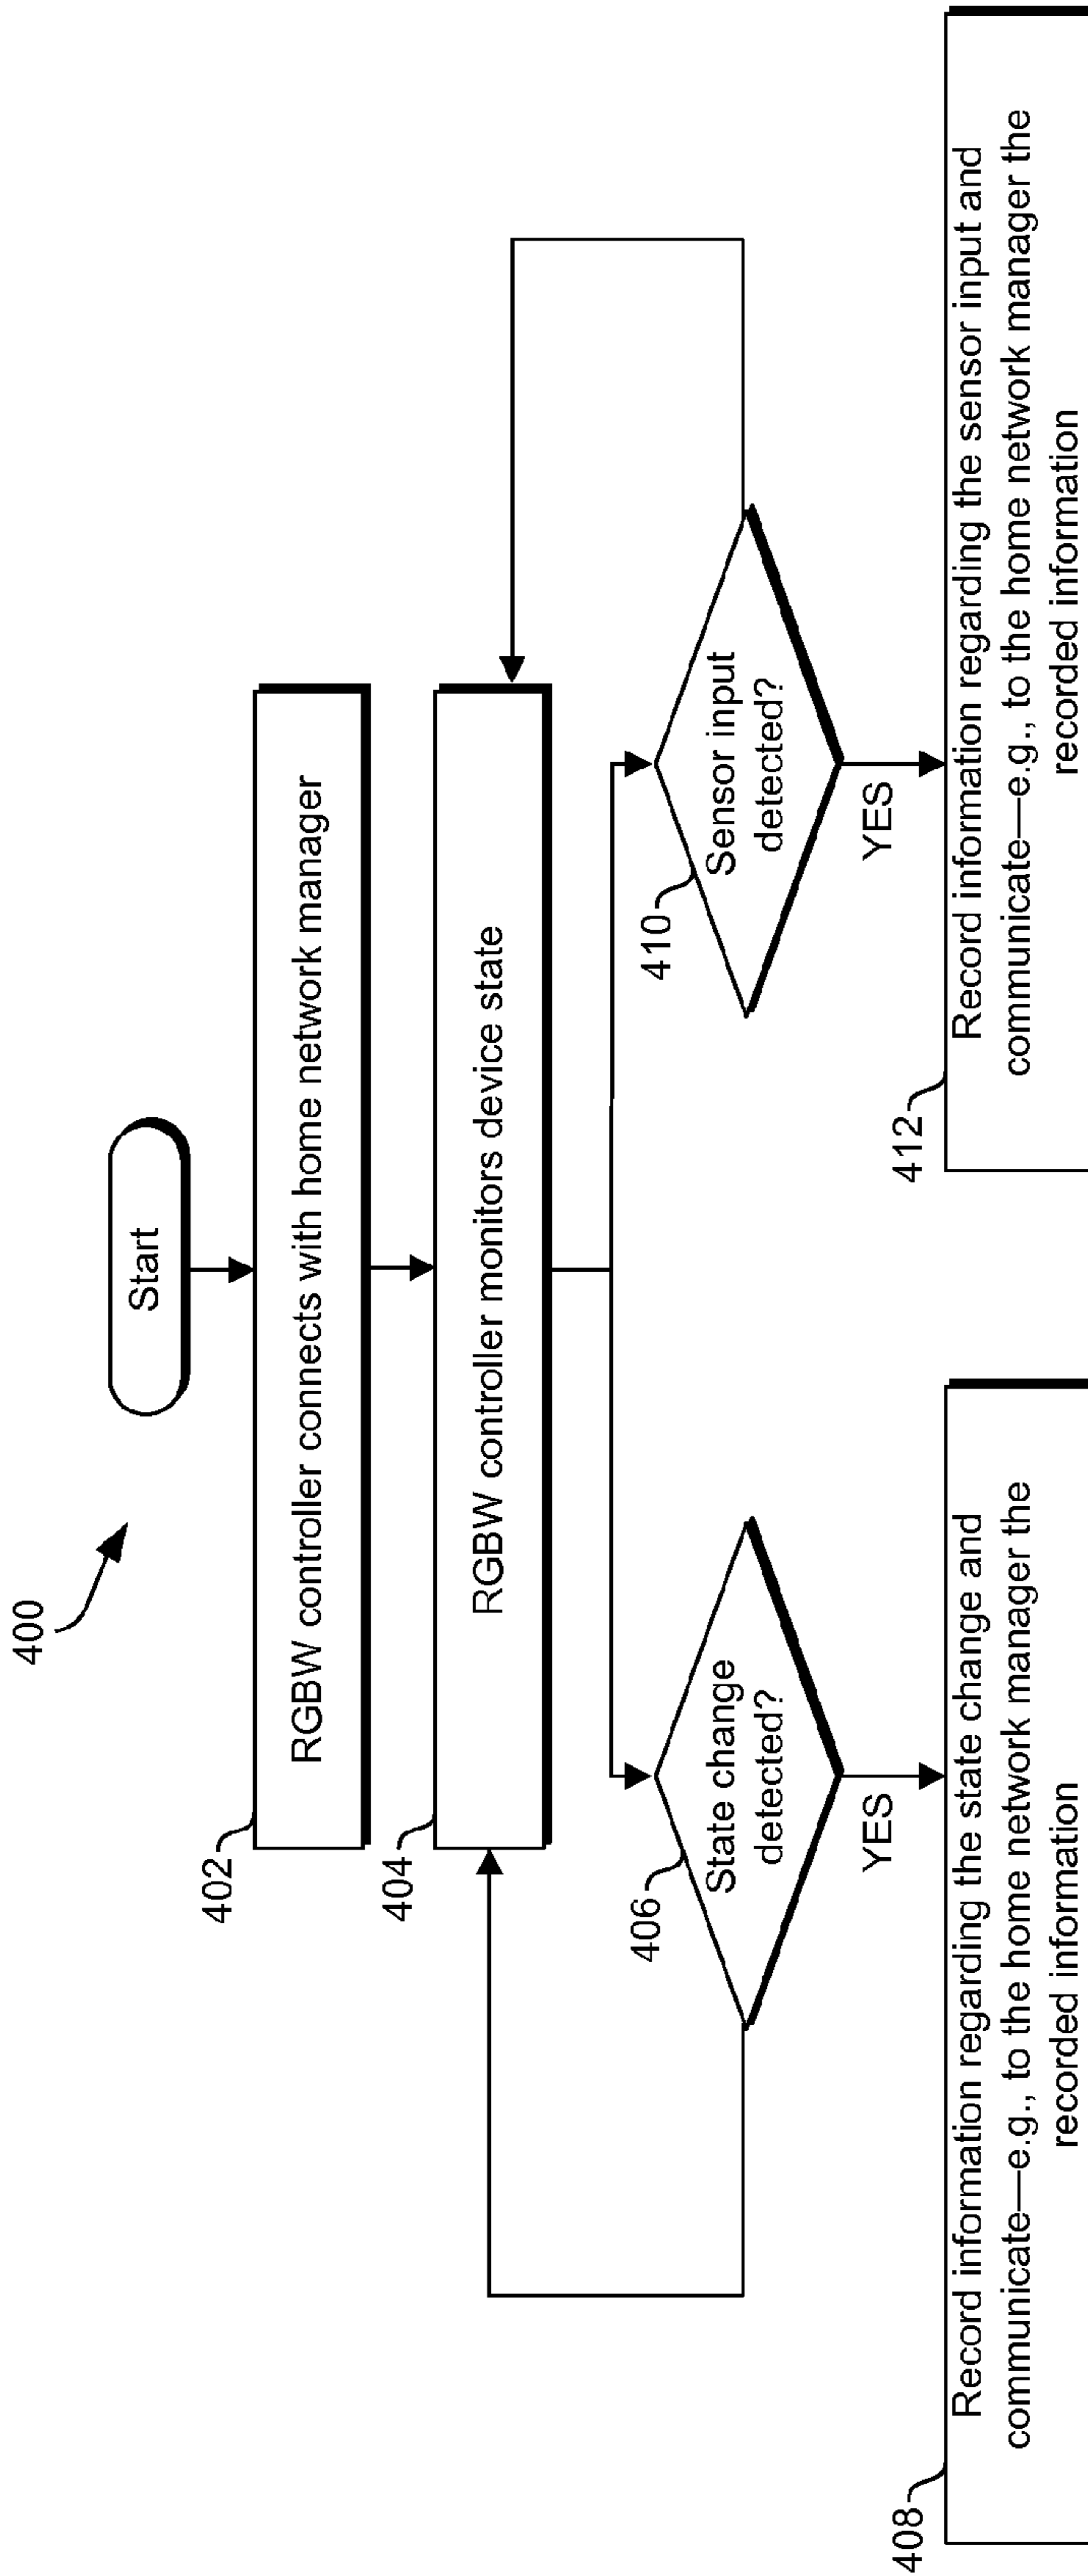 400
Start
402
RGBW controller connects with home network manager
404
RGBW controller monitors device state
406
State change
detected?
YES
410
Sensor input
detected?
YES
408
Record information regarding the state change and
communicate—e.g., to the home network manager the
recorded information
412
Record information regarding the sensor input and
communicate—e.g., to the home network manager the
recorded information